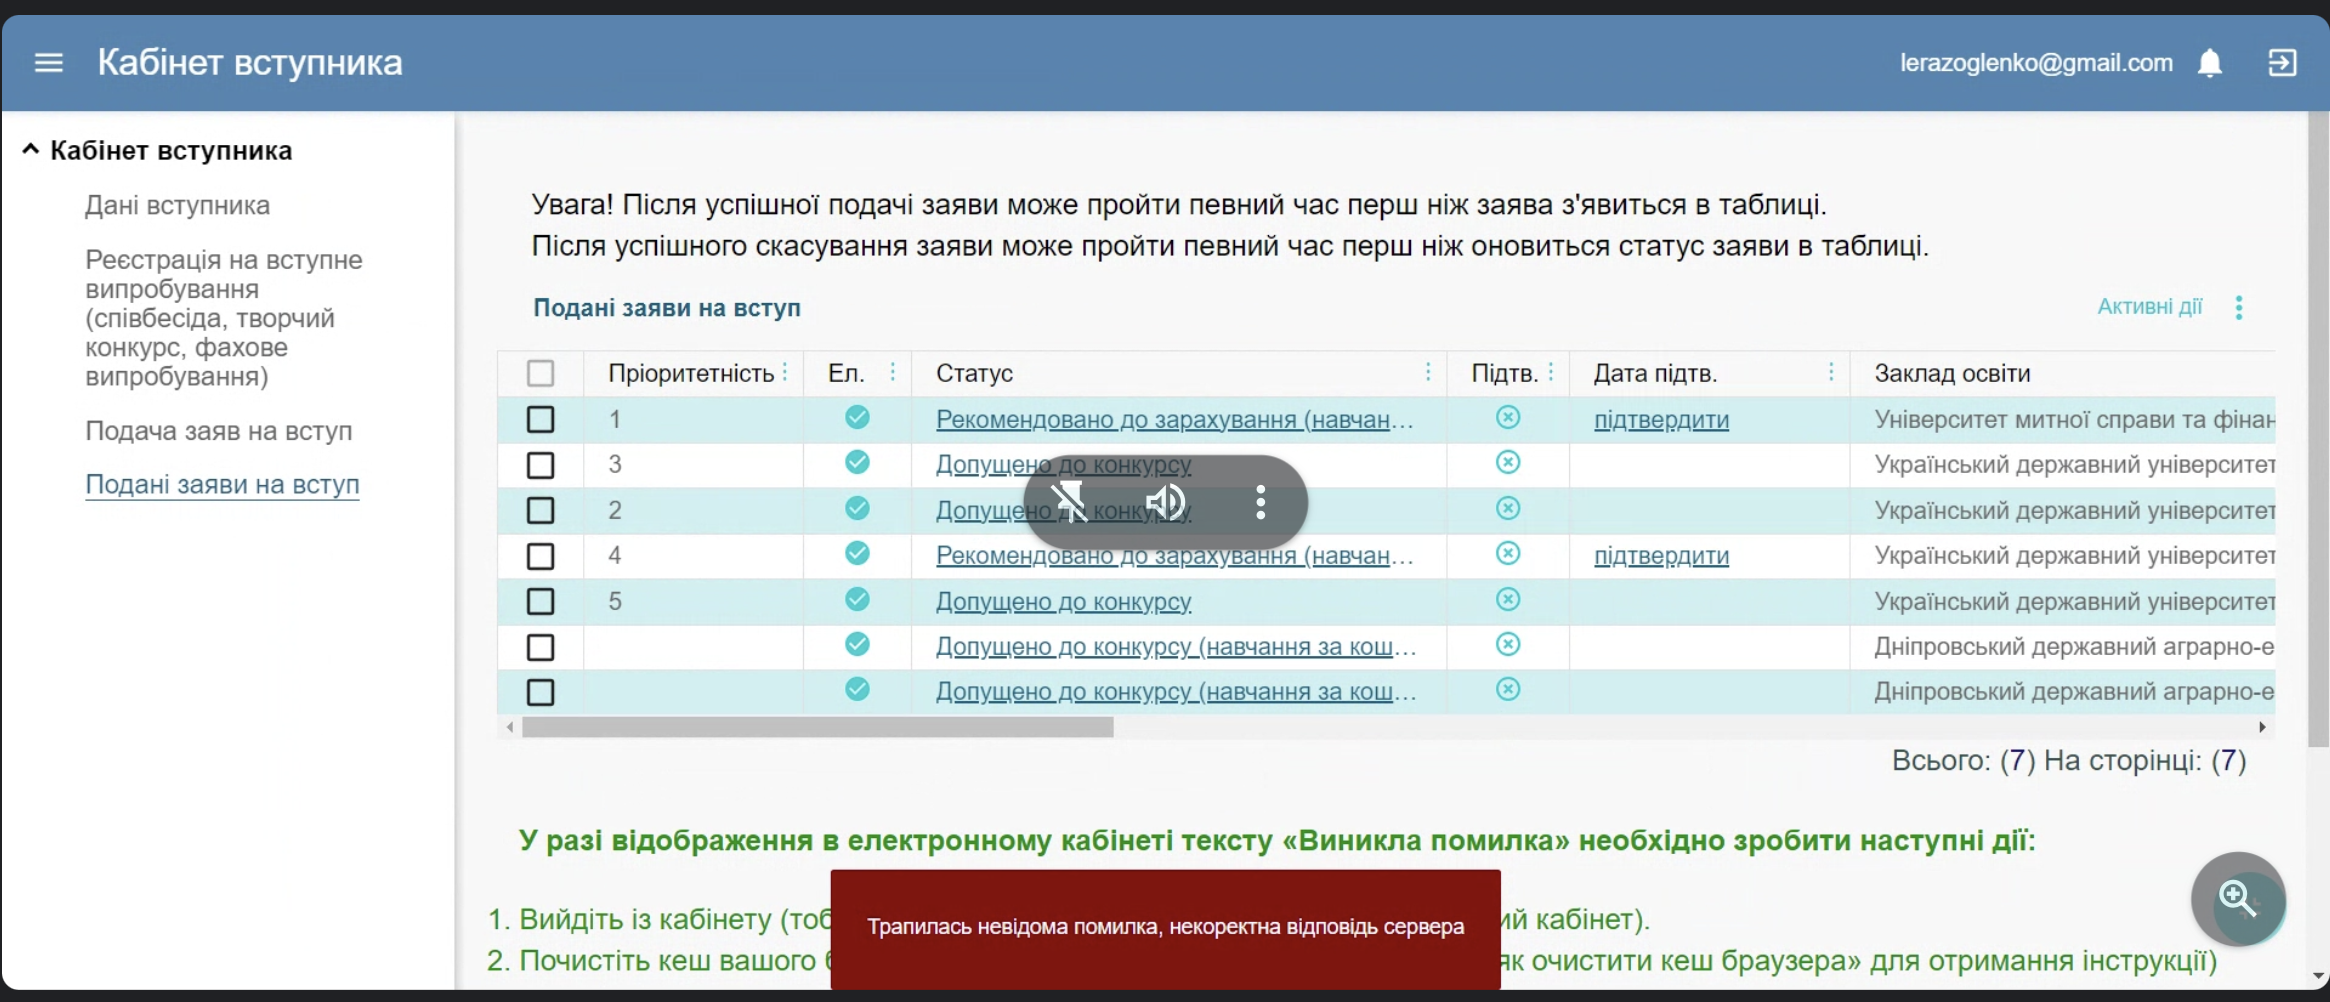 Кабінет вступника
lerazoglenko@gmail.com
Кабінет вступника
Дані вступника
Реєстрація на вступне
випробування
(співбесіда, творчий
конкурс, фахове
випробування)
Подача заяв на вступ
Подані заяви на вступ
Увага! Після успішної подачі заяви може пройти певний час перш ніж заява з'явиться в таблиці.
Після успішного скасування заяви може пройти певний час перш ніж оновиться статус заяви в таблиці.
Подані заяви на вступ
Активні дії
Пріоритетність Ел. Статус Підтв. Дата підтв. Заклад освіти
1 Рекомендовано до зарахування (навчан... підтвердити Університет митної справи та фінан
3 Допущено до конкурсу Український державний університет
2 Допущено до конкурсу Український державний університет
4 Рекомендовано до зарахування (навчан... підтвердити Український державний університет
5 Допущено до конкурсу Український державний університет
Допущено до конкурсу (навчання за кош... Дніпровський державний аграрно-е
Допущено до конкурсу (навчання за кош... Дніпровський державний аграрно-е
Всього: (7) На сторінці: (7)
У разі відображення в електронному кабінеті тексту «Виникла помилка» необхідно зробити наступні дії:
1. Вийдіть із кабінету (тоб ий кабінет).
Трапилась невідома помилка, некоректна відповідь сервера
2. Почистіть кеш вашого як очистити кеш браузера» для отримання інструкції)